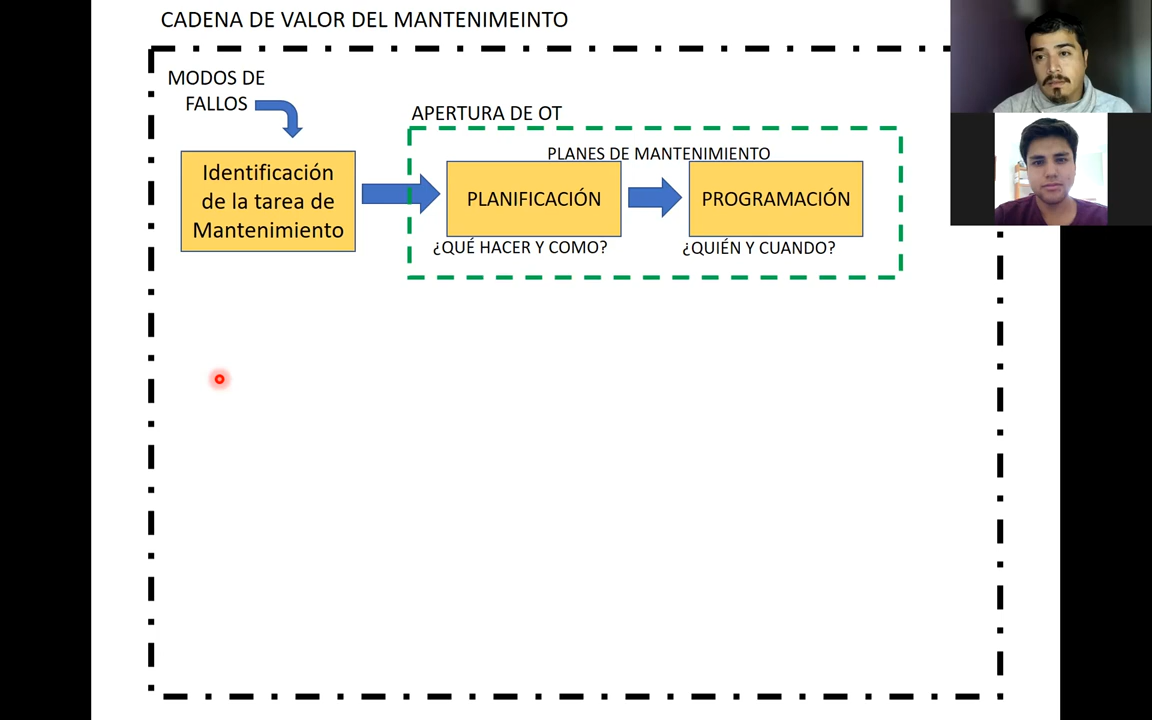 CADENA DE VALOR DEL MANTENIMEINTO
MODOS DE
FALLOS
APERTURA DE OT
PLANES DE MANTENIMIENTO
Identificación
de la tarea de
Mantenimiento
PLANIFICACIÓN
PROGRAMACIÓN
¿QUÉ HACER Y COMO?
¿QUIÉN Y CUANDO?